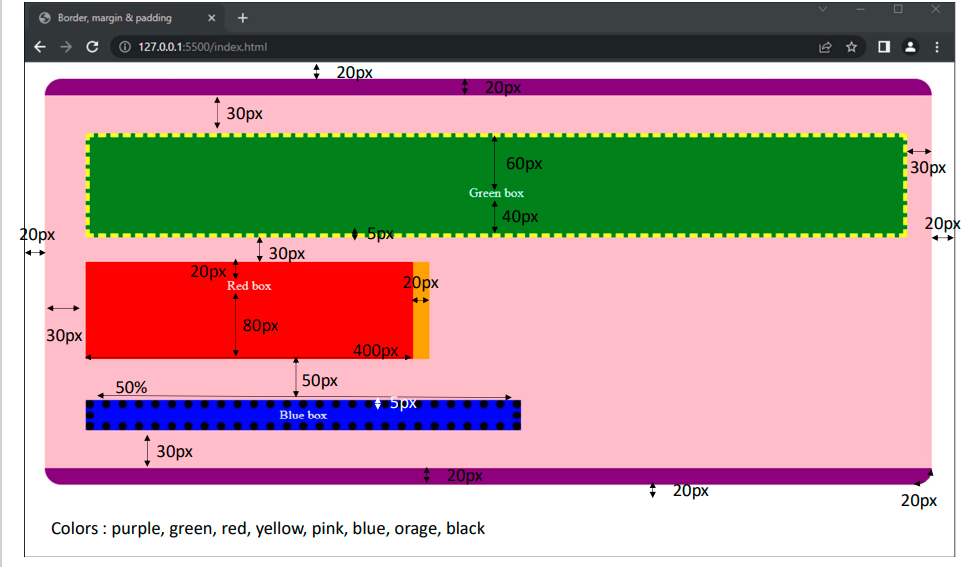 Border, margin & padding
127.0.0.1:5500/index.html
20px
20px
30px
60px
30px
Green box
40px
20px
5px
20px
30px
20px
Red box
20px
80px
30px
400px
50px
50%
5px
Blue box
30px
20px
20px
20px
Colors : purple, green, red, yellow, pink, blue, orage, black